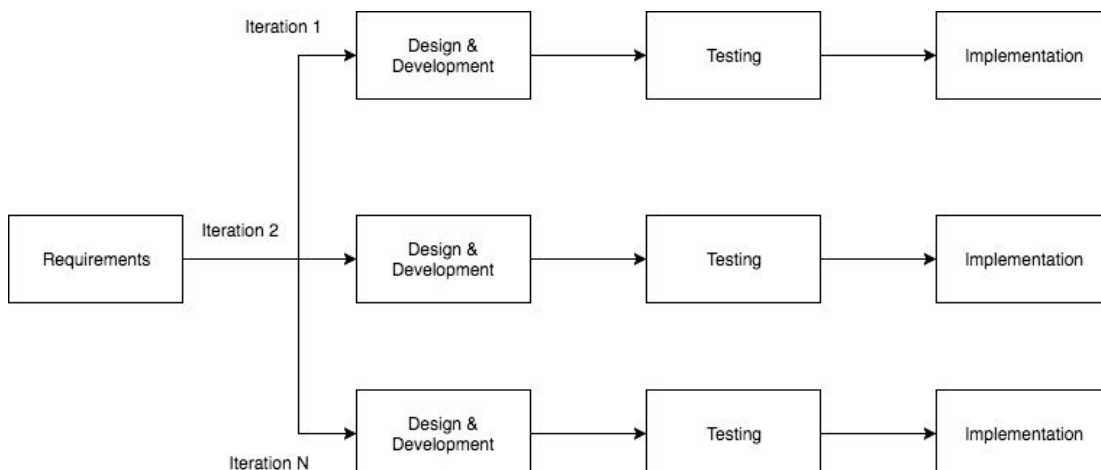 Iteration 1
Design &
Development
Testing
Implementation
Iteration 2
Requirements
Design &
Development
Testing
Implementation
Design &
Development
Testing
Implementation
Iteration N